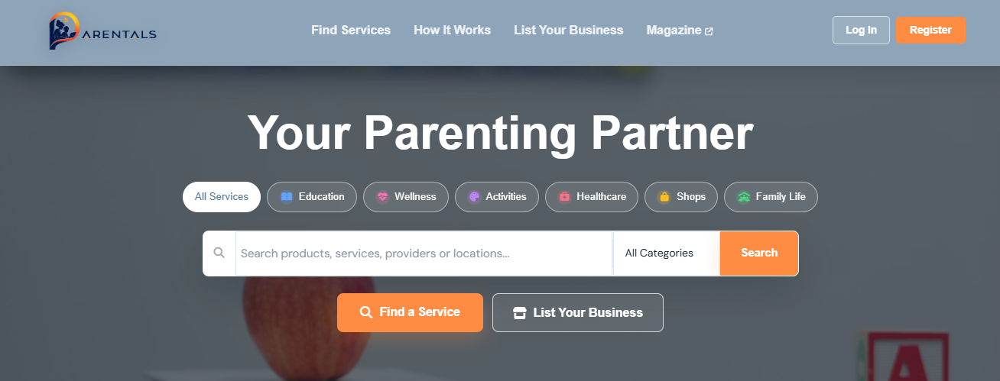 PARENTALS
Find Services How It Works List Your Business Magazine
Log In Register
Your Parenting Partner
All Services Education Wellness Activities Healthcare Shops Family Life
Search products, services, providers or locations... All Categories Search
Find a Service List Your Business
A